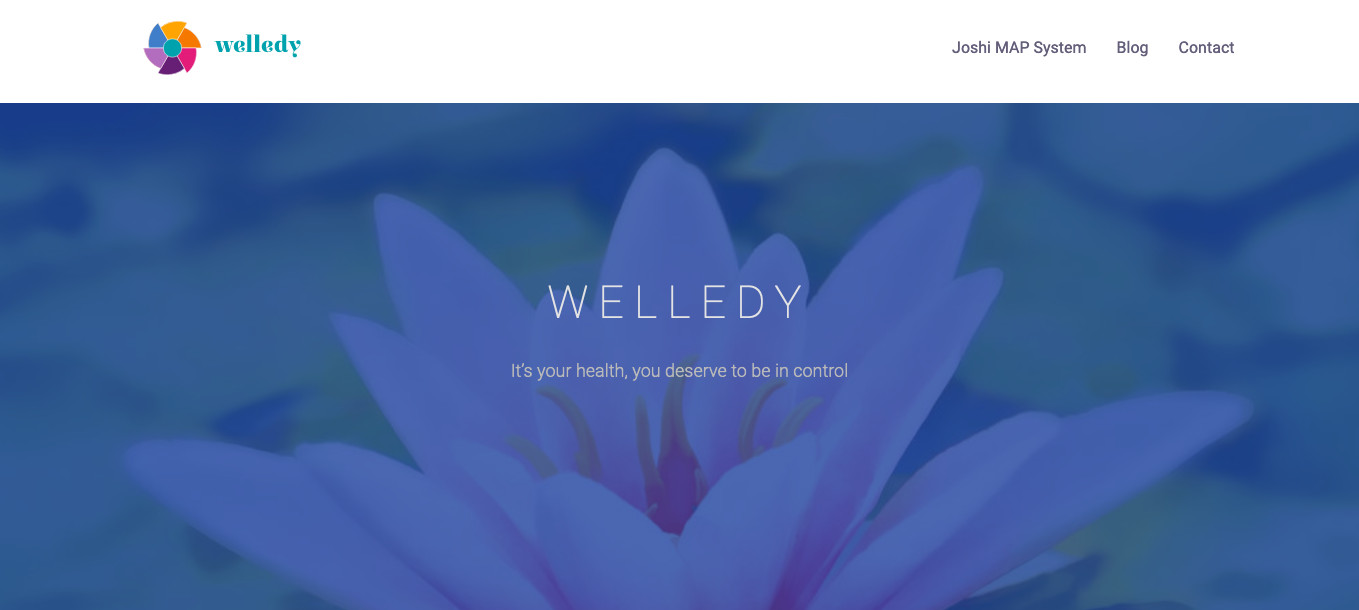 welledy
Joshi MAP System
Blog
Contact
WELLEDY
It's your health, you deserve to be in control